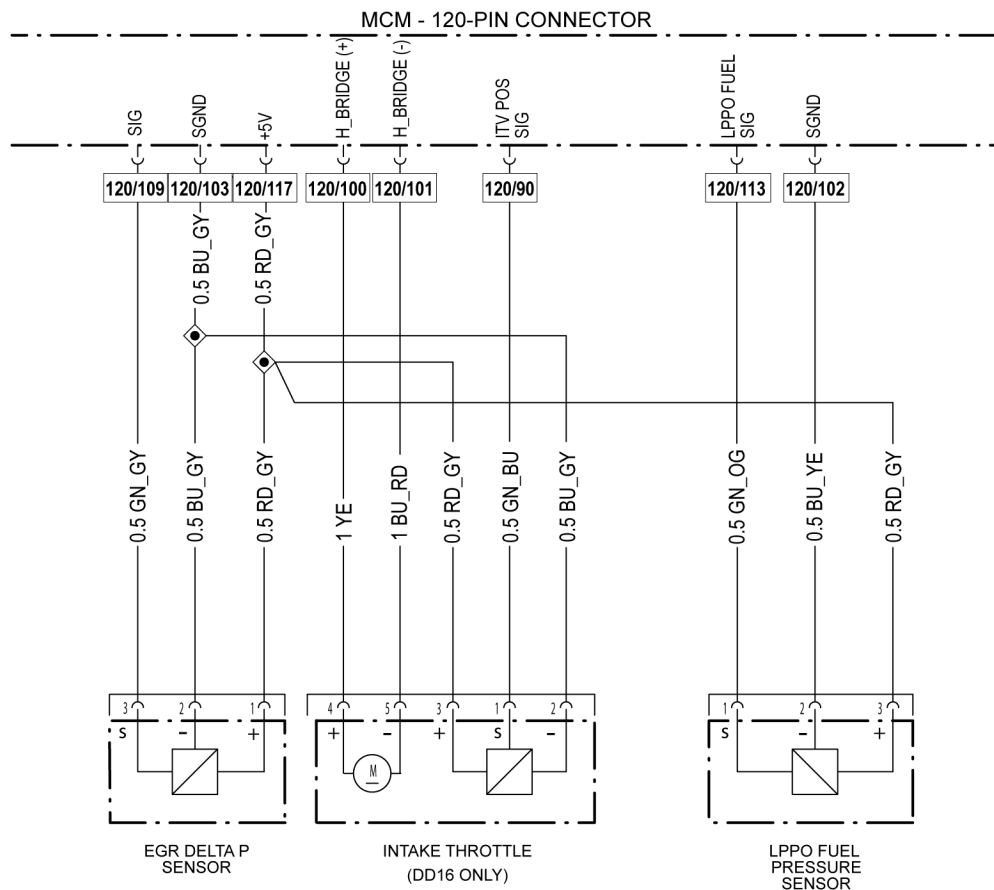 MCM - 120-PIN CONNECTOR
SIG
SGND
+5V
H_BRIDGE (+)
H_BRIDGE (-)
ITV POS
SIG
LPPO FUEL
SIG
SGND
120/109
120/103
120/117
120/100
120/101
120/90
120/113
120/102
0.5 BU_GY
0.5 RD_GY
0.5 GN_GY
0.5 BU_GY
0.5 RD_GY
1 YE
1 BU_RD
0.5 RD_GY
0.5 GN_BU
0.5 BU_GY
0.5 GN_OG
0.5 BU_YE
0.5 RD_GY
3 2 1
4 5 3 1 2
1 2 3
S - +
+ - + S -
S - +
M
EGR DELTA P
SENSOR
INTAKE THROTTLE
(DD16 ONLY)
LPPO FUEL
PRESSURE
SENSOR